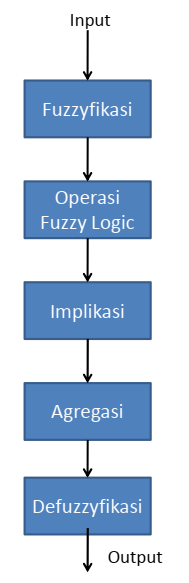 Input
Fuzzyfikasi
Operasi
Fuzzy Logic
Implikasi
Agregasi
Defuzzyfikasi
Output